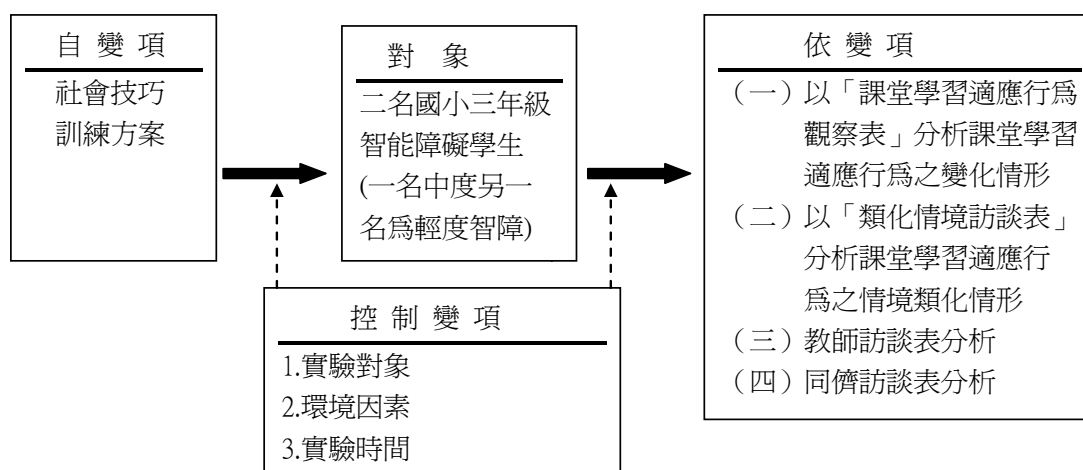 自變項
社會技巧
訓練方案
對象
二名國小三年級
智能障礙學生
(一名中度另一
名為輕度智障)
控制變項
1.實驗對象
2.環境因素
3.實驗時間
依變項
（一）以「課堂學習適應行為
觀察表」分析課堂學習
適應行為之變化情形
（二）以「類化情境訪談表」
分析課堂學習適應行
為之情境類化情形
（三）教師訪談表分析
（四）同儕訪談表分析